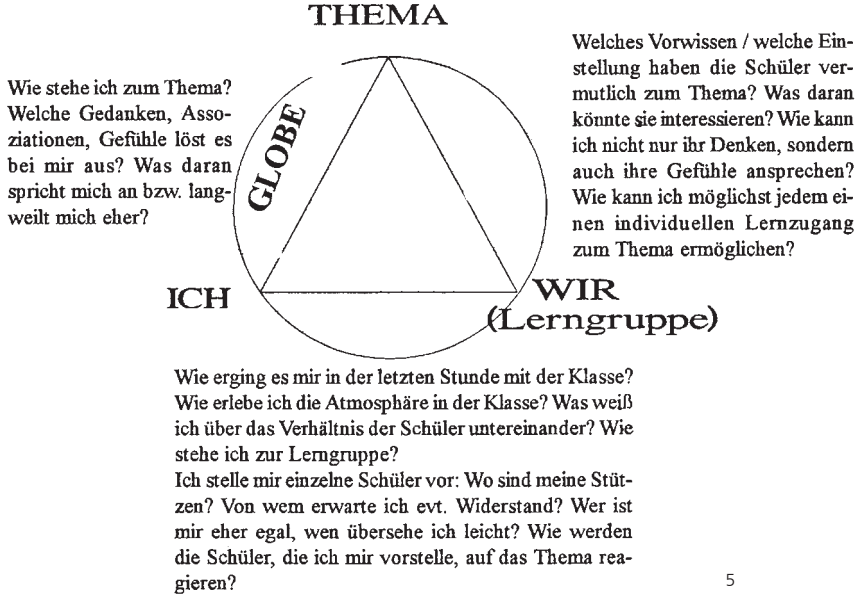 THEMA
Wie stehe ich zum Thema?
Welche Gedanken, Asso-
ziationen, Gefühle löst es
bei mir aus? Was daran
spricht mich an bzw. lang-
weilt mich eher?
GLOBE
Welches Vorwissen / welche Ein-
stellung haben die Schüler ver-
mutlich zum Thema? Was daran
könnte sie interessieren? Wie kann
ich nicht nur ihr Denken, sondern
auch ihre Gefühle ansprechen?
Wie kann ich möglichst jedem ei-
nen individuellen Lernzugang
zum Thema ermöglichen?
ICH
WIR
(Lerngruppe)
Wie erging es mir in der letzten Stunde mit der Klasse?
Wie erlebe ich die Atmosphäre in der Klasse? Was weiß
ich über das Verhältnis der Schüler untereinander? Wie
stehe ich zur Lerngruppe?
Ich stelle mir einzelne Schüler vor: Wo sind meine Stüt-
zen? Von wem erwarte ich evt. Widerstand? Wer ist
mir eher egal, wen übersehe ich leicht? Wie werden
die Schüler, die ich mir vorstelle, auf das Thema rea-
gieren?
5